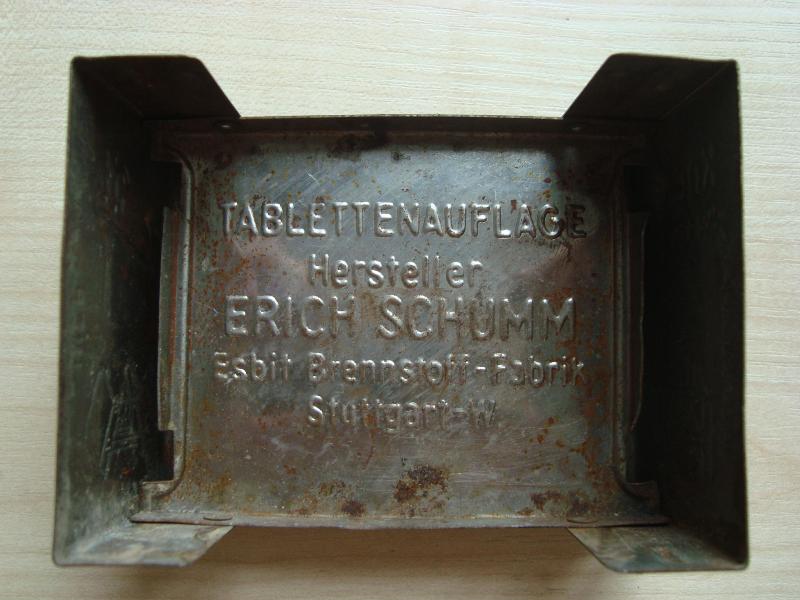 TABLETTENAUFLAGE
Hersteller
ERICH SCHUMM
Esbit Brennstoff-Fabrik
Stuttgart-W